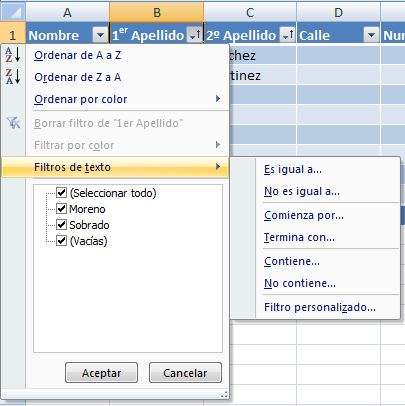 A B C D
1 Nombre 1er Apellido 2º Apellido Calle Nu
Ordenar de A a Z
Ordenar de Z a A
Ordenar por color
Borrar filtro de "1er Apellido"
Filtrar por color
Filtros de texto
(Seleccionar todo)
Moreno
Sobrado
(Vacías)
Aceptar Cancelar
Es igual a...
No es igual a...
Comienza por...
Termina con...
Contiene...
No contiene...
Filtro personalizado...